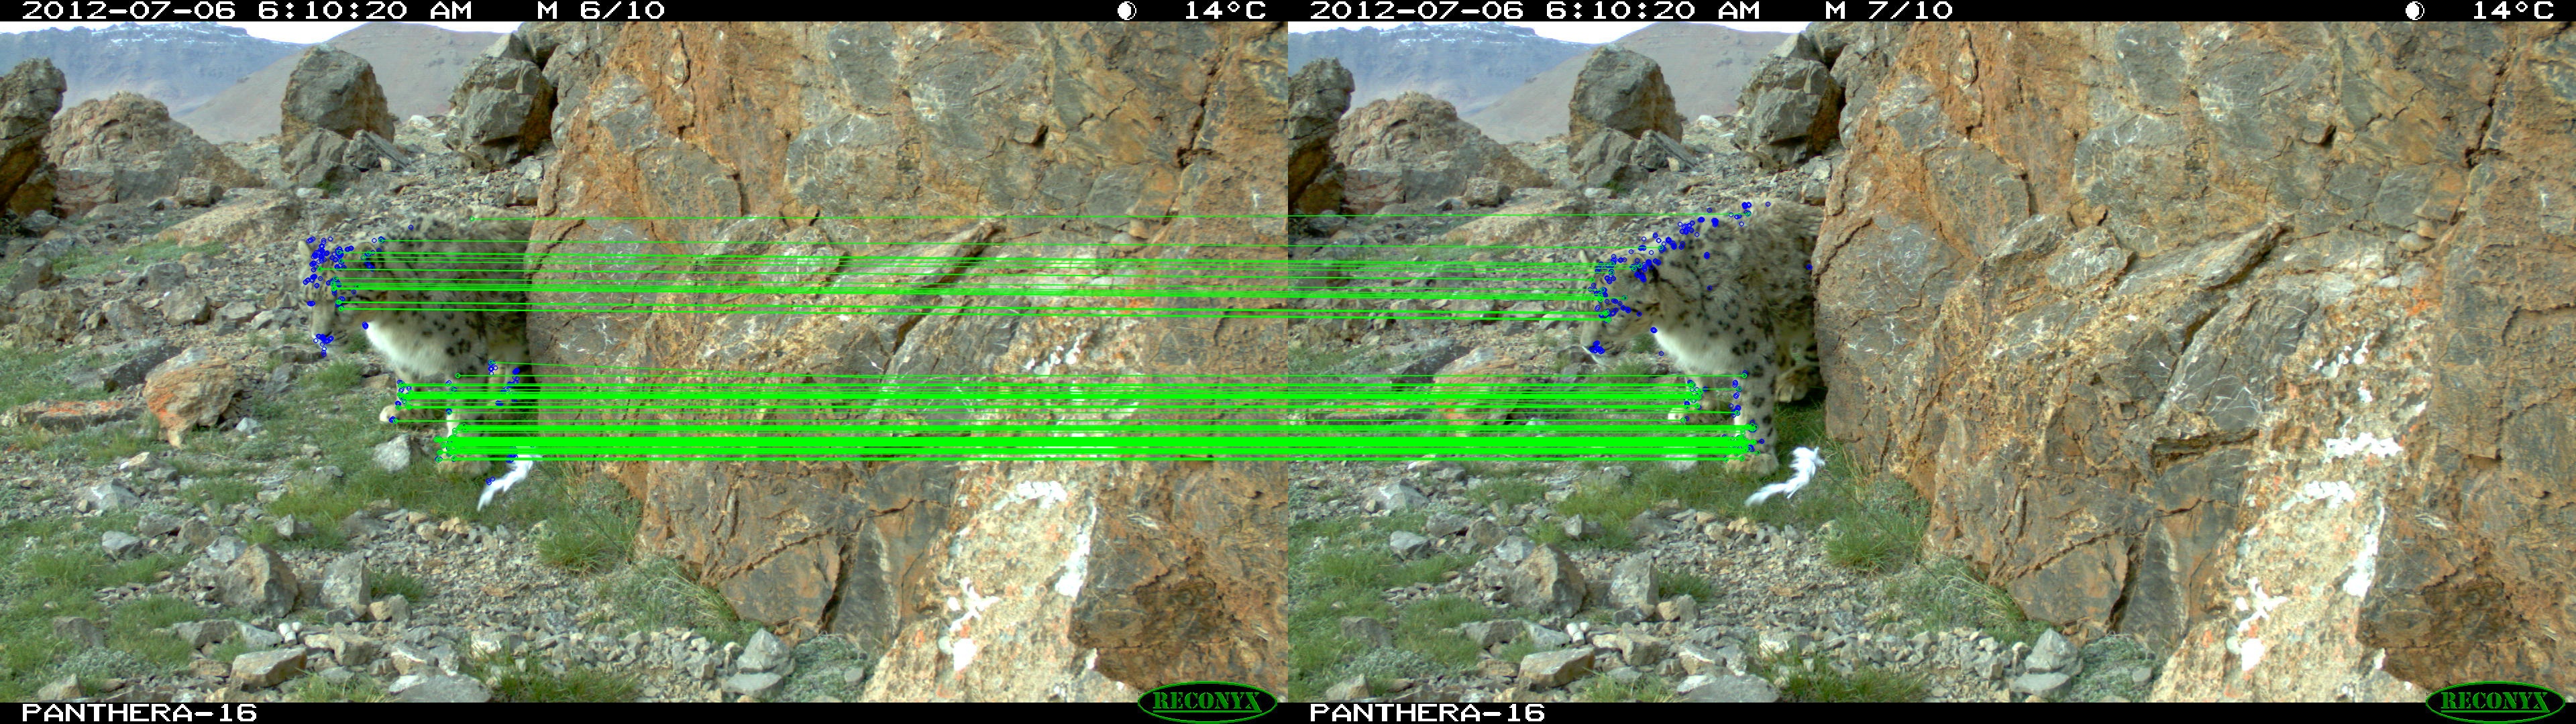 2012-07-06 6:10:20 AM M 6/10 14°C
2012-07-06 6:10:20 AM M 7/10 14°C
PANTHERA-16 RECONYX
PANTHERA-16 RECONYX